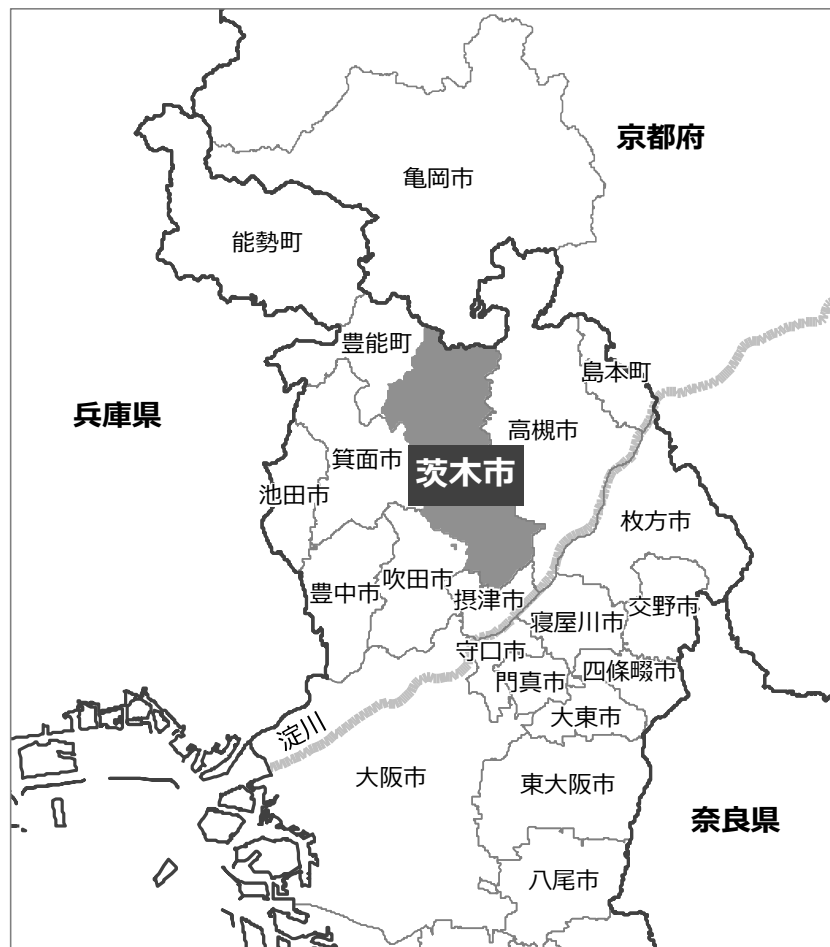 京都府
亀岡市
能勢町
豊能町
島本町
兵庫県
高槻市
箕面市
茨木市
池田市
枚方市
吹田市
豊中市
摂津市
交野市
寝屋川市
守口市
四條畷市
門真市
大東市
淀川
大阪市
東大阪市
奈良県
八尾市